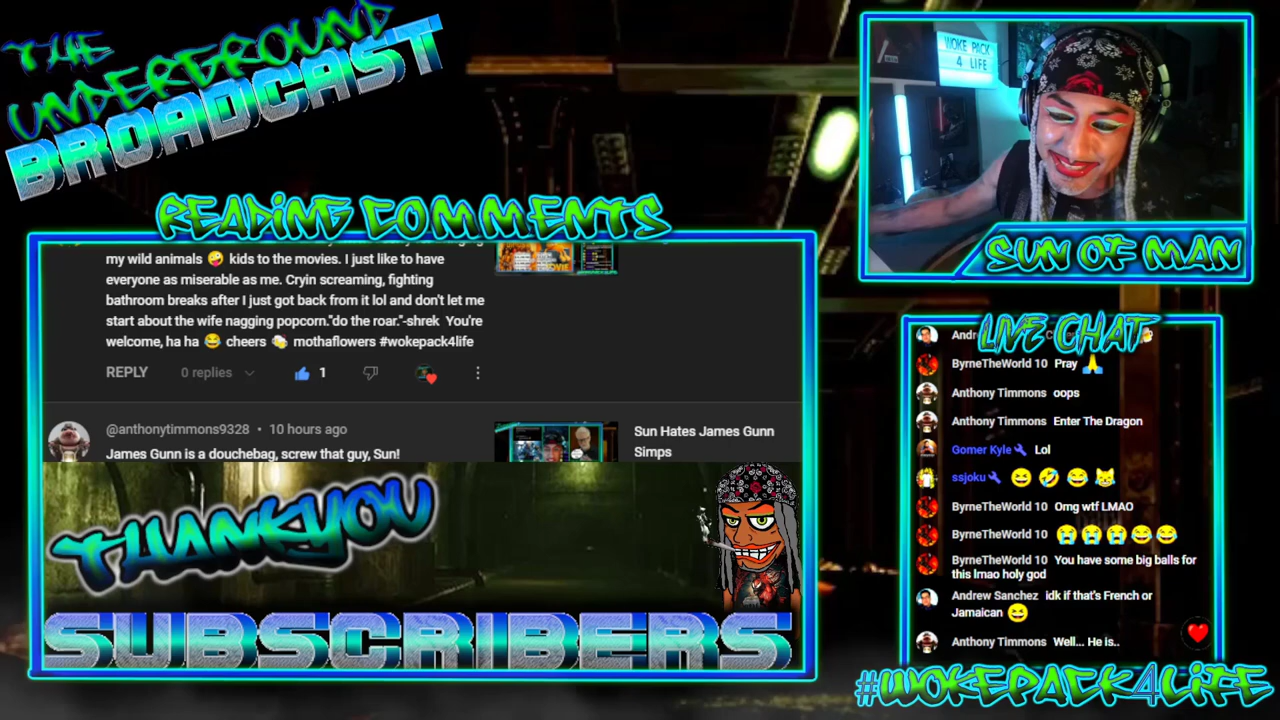 THE
UNDERGROUND
BROADCAST
WOKE PACK
4 LIFE
READING COMMENTS
my wild animals 🤪 kids to the movies. I just like to have
everyone as miserable as me. Cryin screaming, fighting
bathroom breaks after I just got back from it lol and don't let me
start about the wife nagging popcorn."do the roar."-shrek You're
welcome, ha ha 😂 cheers 🍻 mothaflowers #wokepack4life
REPLY 0 replies 1
@anthonytimmons9328 • 10 hours ago
James Gunn is a douchebag, screw that guy, Sun!
Sun Hates James Gunn
Simps
THANKYOU
SUBSCRIBERS
SUN OF MAN
LIVE CHAT
ByrneTheWorld 10 Pray 🙏
Anthony Timmons oops
Anthony Timmons Enter The Dragon
Gomer Kyle Lol
ssjoku 😆 🤣 😂 😹
ByrneTheWorld 10 Omg wtf LMAO
ByrneTheWorld 10 😭 😭 😭 😂 😂
ByrneTheWorld 10 You have some big balls for
this lmao holy god
Andrew Sanchez idk if that's French or
Jamaican 😆
Anthony Timmons Well... He is..
#WOKEPACK4LIFE